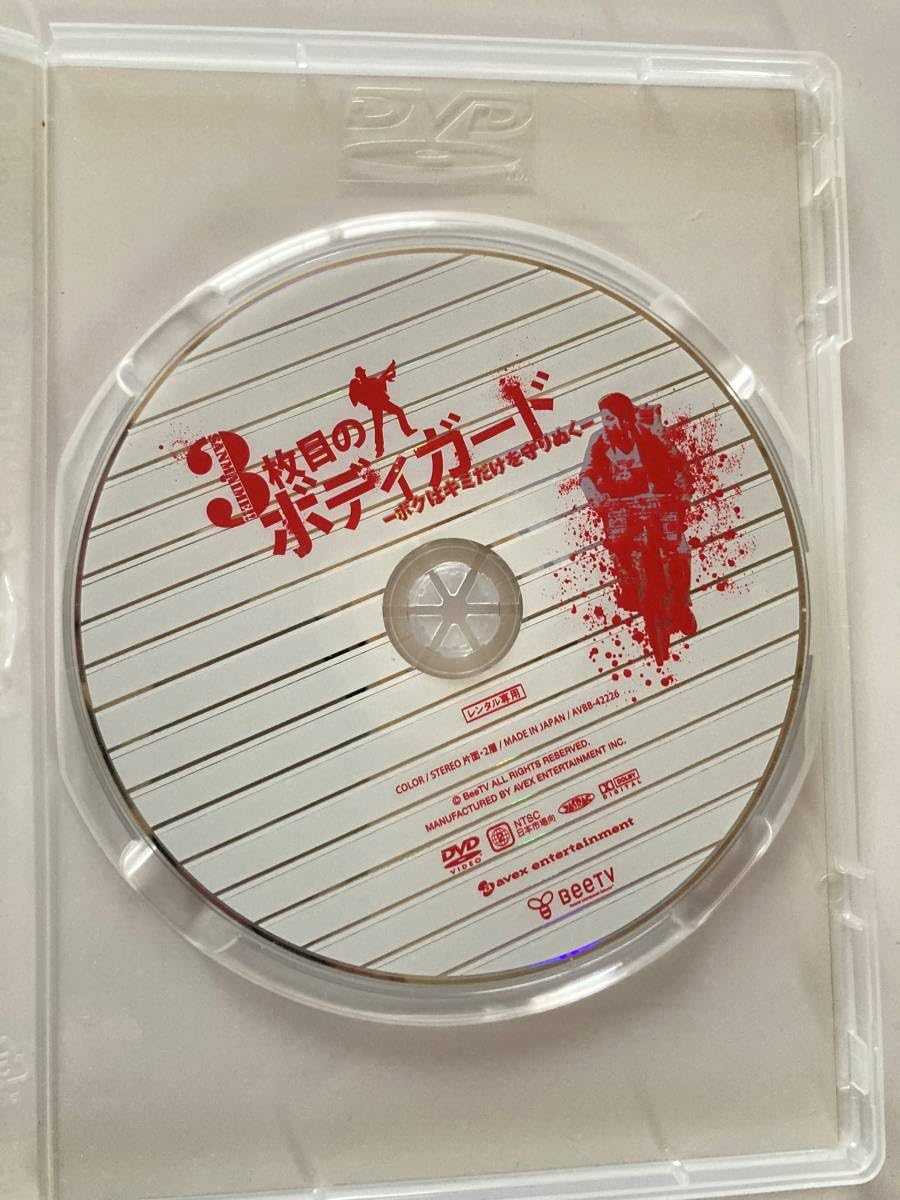 DVD
3枚目の
SANMAIME
ボディガード
-ボクはキミだけを守りぬく-
レンタル専用
COLOR / STEREO 片面・2層 / MADE IN JAPAN / AVBB-42226
© BeeTV ALL RIGHTS RESERVED.
MANUFACTURED BY AVEX ENTERTAINMENT INC.
DVD
VIDEO
2
NTSC
日本市場向
JASRAC
DOLBY
DIGITAL
avex entertainment
BeeTV